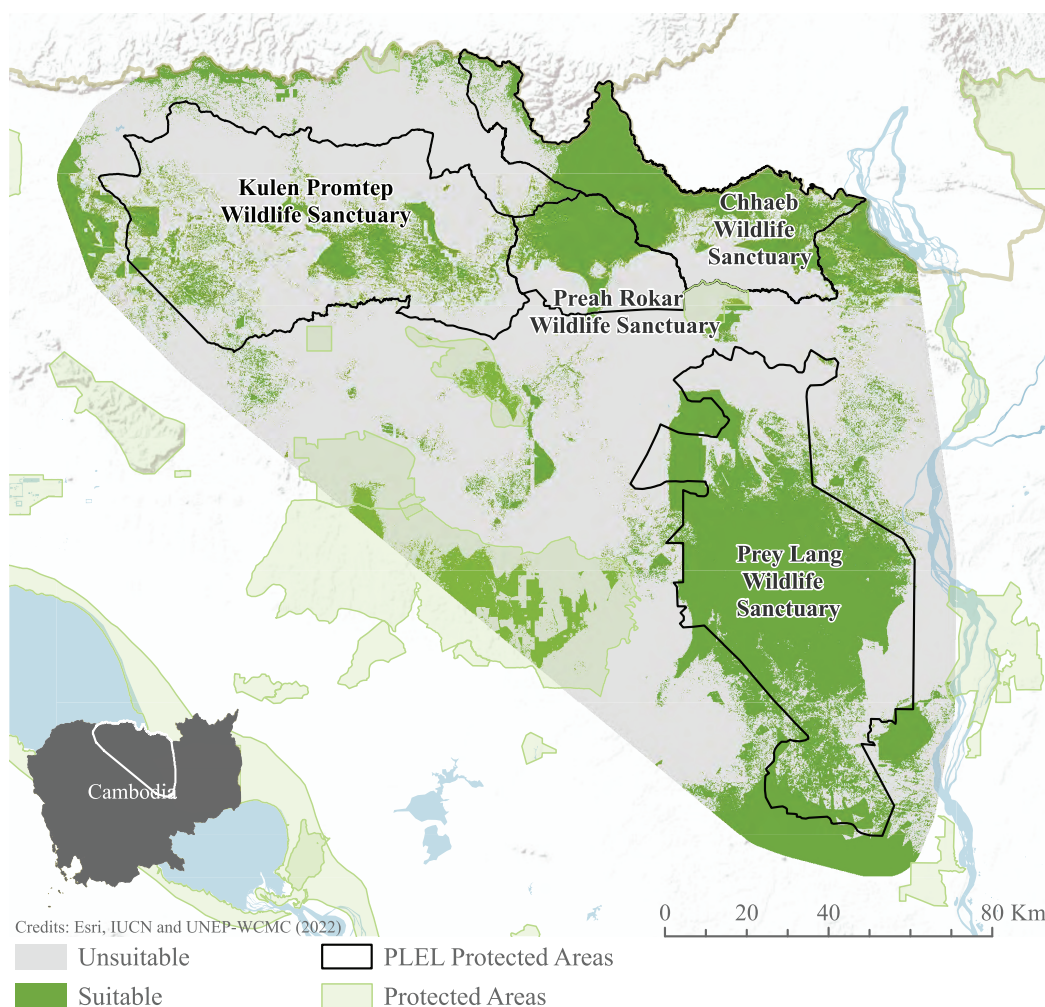 Kulen Promtep
Wildlife Sanctuary
Chhaeb
Wildlife
Sanctuary
Preah Rokar
Wildlife Sanctuary
Prey Lang
Wildlife
Sanctuary
Cambodia
Credits: Esri, IUCN and UNEP-WCMC (2022)
0 20 40 80 Km
Unsuitable
PLEL Protected Areas
Suitable
Protected Areas